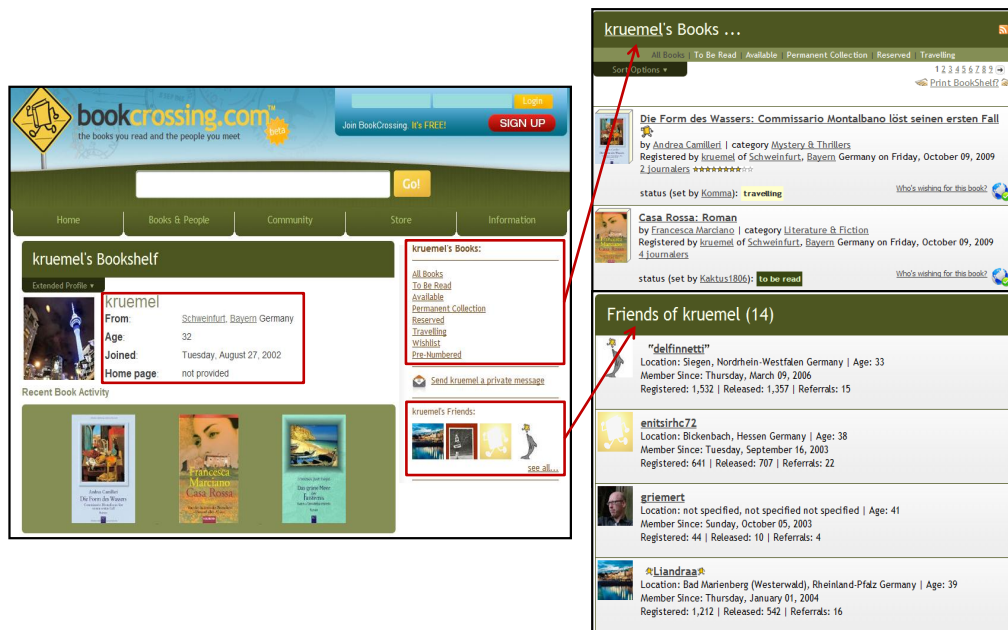 bookcrossing.com™
beta
the books you read and the people you meet
Login
Join BookCrossing. It's FREE!
SIGN UP
Go!
Home
Books & People
Community
Store
Information
kruemel's Bookshelf
Extended Profile ▾
kruemel
From: Schweinfurt, Bayern Germany
Age: 32
Joined: Tuesday, August 27, 2002
Home page: not provided
Recent Book Activity
Andrea Camilleri
Die Form des Wassers
Francesca
Marciano
Casa Rossa
Das grüne Meer
kruemel's Books:
All Books
To Be Read
Available
Permanent Collection
Reserved
Travelling
Wishlist
Pre-Numbered
Send kruemel a private message
kruemel's Friends:
see all...
kruemel's Books ...
All Books | To Be Read | Available | Permanent Collection | Reserved | Travelling
Sort Options ▾
1 2 3 4 5 6 7 8 9
Print BookShelf?
Die Form des Wassers: Commissario Montalbano löst seinen ersten Fall
by Andrea Camilleri | category Mystery & Thrillers
Registered by kruemel of Schweinfurt, Bayern Germany on Friday, October 09, 2009
2 journalers
status (set by Komma): travelling
Who's wishing for this book?
Casa Rossa: Roman
by Francesca Marciano | category Literature & Fiction
Registered by kruemel of Schweinfurt, Bayern Germany on Friday, October 09, 2009
4 journalers
status (set by Kaktus1806): to be read
Who's wishing for this book?
Friends of kruemel (14)
"delfinnetti"
Location: Siegen, Nordrhein-Westfalen Germany | Age: 33
Member Since: Thursday, March 09, 2006
Registered: 1,532 | Released: 1,357 | Referrals: 15
enitsirhc72
Location: Bickenbach, Hessen Germany | Age: 38
Member Since: Tuesday, September 16, 2003
Registered: 641 | Released: 707 | Referrals: 22
griemert
Location: not specified, not specified not specified | Age: 41
Member Since: Sunday, October 05, 2003
Registered: 44 | Released: 10 | Referrals: 4
Liandraa
Location: Bad Marienberg (Westerwald), Rheinland-Pfalz Germany | Age: 39
Member Since: Thursday, January 01, 2004
Registered: 1,212 | Released: 542 | Referrals: 16